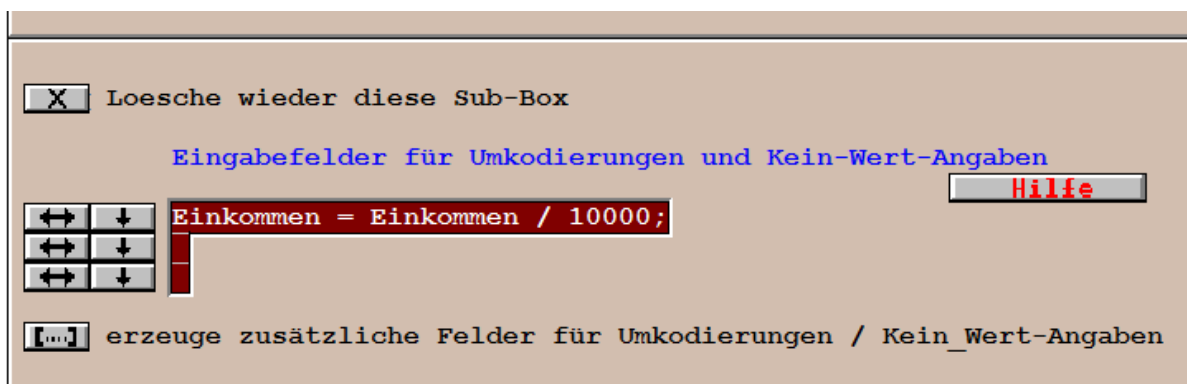 X Loesche wieder diese Sub-Box
Eingabefelder für Umkodierungen und Kein-Wert-Angaben
Hilfe
Einkommen = Einkommen / 10000;
[....] erzeuge zusätzliche Felder für Umkodierungen / Kein_Wert-Angaben